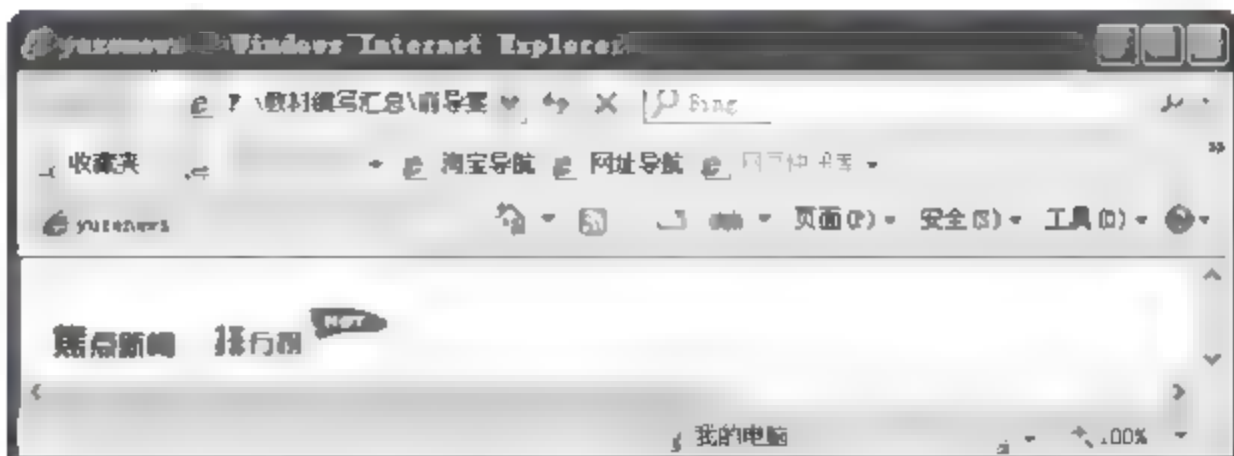 Windows Internet Explorer
\教材编写汇总\前导案 Bing
收藏夹 淘宝导航 网址导航
页面(P) 安全(S) 工具(O)
焦点新闻 排行榜 HOT
我的电脑 100%